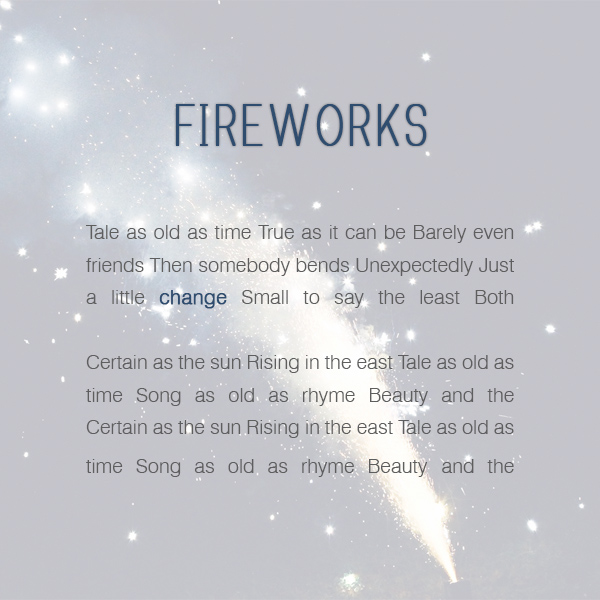 FIREWORKS
Tale as old as time True as it can be Barely even
friends Then somebody bends Unexpectedly Just
a little change Small to say the least Both
Certain as the sun Rising in the east Tale as old as
time Song as old as rhyme Beauty and the
Certain as the sun Rising in the east Tale as old as
time Song as old as rhyme Beauty and the